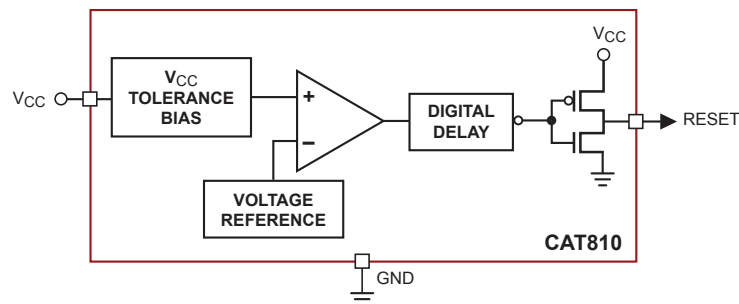 VCC
VCC
TOLERANCE
BIAS
+
−
VOLTAGE
REFERENCE
DIGITAL
DELAY
VCC
RESET
CAT810
GND